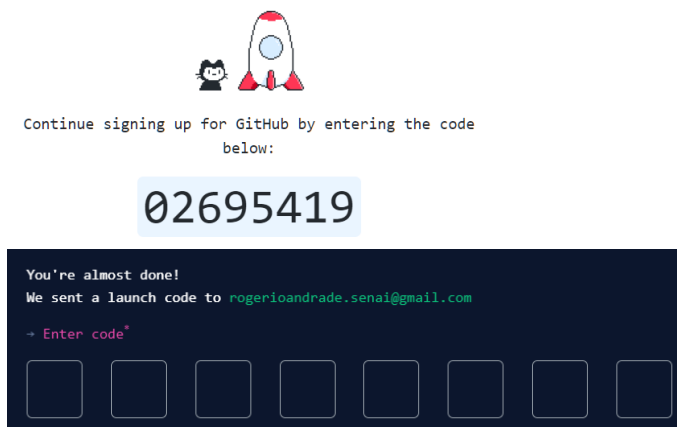 Continue signing up for GitHub by entering the code
below:
02695419
You're almost done!
We sent a launch code to rogerioandrade.senai@gmail.com
→ Enter code*